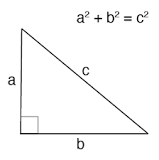 a² + b² = c²
a
c
b